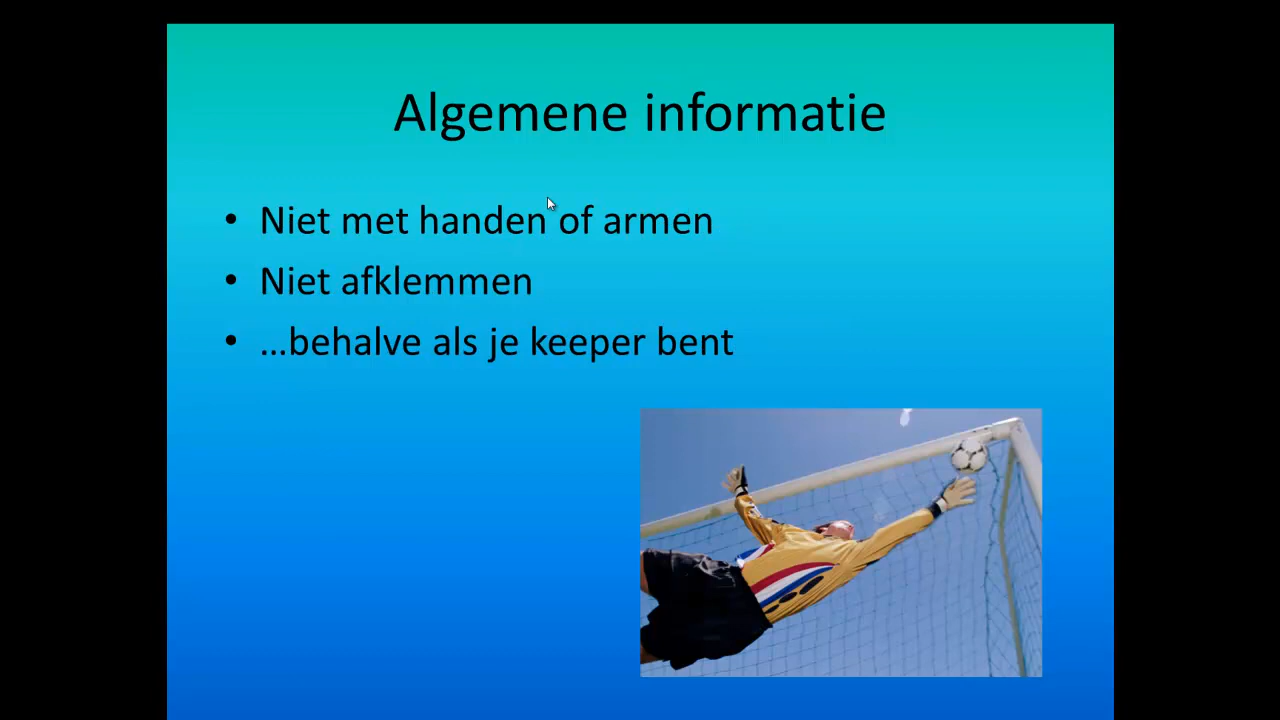 Algemene informatie
• Niet met handen of armen
• Niet afklemmen
• ...behalve als je keeper bent